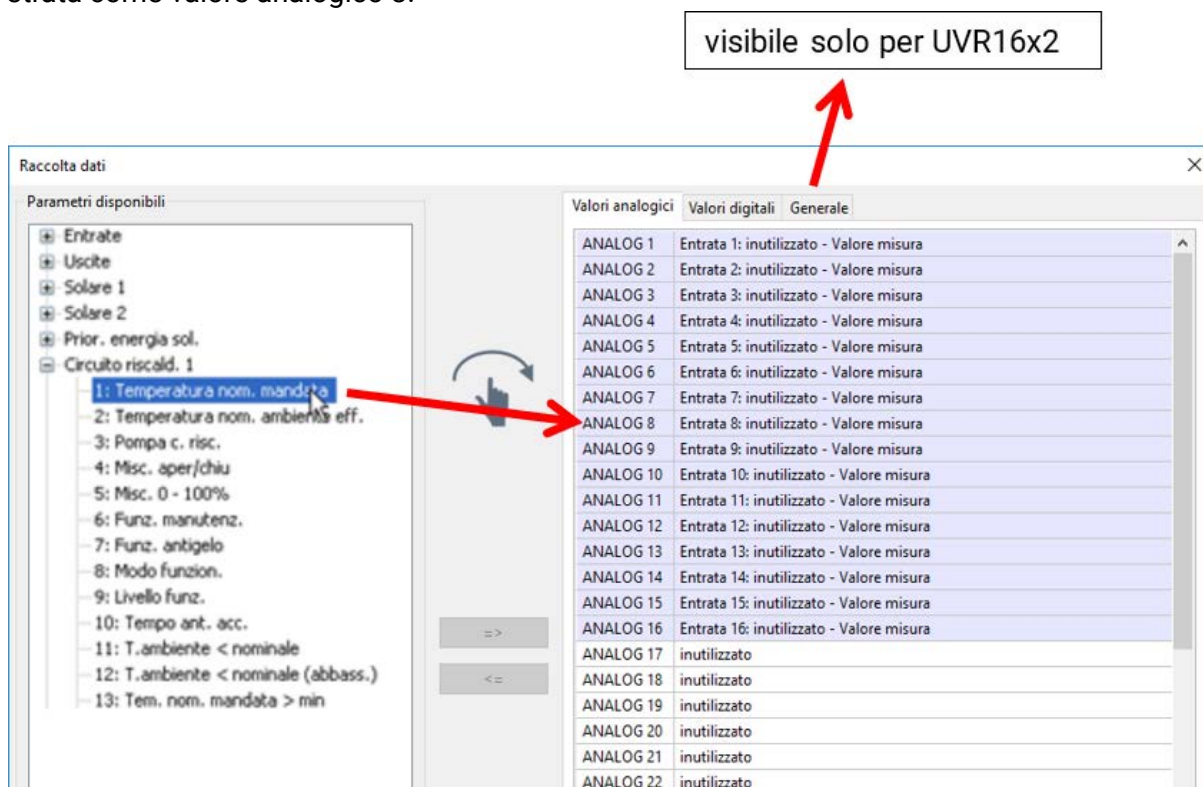 visibile solo per UVR16x2
Raccolta dati
Parametri disponibili
Entrate
Uscite
Solare 1
Solare 2
Prior. energia sol.
Circuito riscald. 1
1: Temperatura nom. mandata
2: Temperatura nom. ambiente eff.
3: Pompa c. risc.
4: Misc. aper/chiu
5: Misc. 0 - 100%
6: Funz. manutenz.
7: Funz. antigelo
8: Modo funzion.
9: Livello funz.
10: Tempo ant. acc.
11: T.ambiente < nominale
12: T.ambiente < nominale (abbass.)
13: Tem. nom. mandata > min
=>
<=
Valori analogici Valori digitali Generale
ANALOG 1 Entrata 1: inutilizzato - Valore misura
ANALOG 2 Entrata 2: inutilizzato - Valore misura
ANALOG 3 Entrata 3: inutilizzato - Valore misura
ANALOG 4 Entrata 4: inutilizzato - Valore misura
ANALOG 5 Entrata 5: inutilizzato - Valore misura
ANALOG 6 Entrata 6: inutilizzato - Valore misura
ANALOG 7 Entrata 7: inutilizzato - Valore misura
ANALOG 8 Entrata 8: inutilizzato - Valore misura
ANALOG 9 Entrata 9: inutilizzato - Valore misura
ANALOG 10 Entrata 10: inutilizzato - Valore misura
ANALOG 11 Entrata 11: inutilizzato - Valore misura
ANALOG 12 Entrata 12: inutilizzato - Valore misura
ANALOG 13 Entrata 13: inutilizzato - Valore misura
ANALOG 14 Entrata 14: inutilizzato - Valore misura
ANALOG 15 Entrata 15: inutilizzato - Valore misura
ANALOG 16 Entrata 16: inutilizzato - Valore misura
ANALOG 17 inutilizzato
ANALOG 18 inutilizzato
ANALOG 19 inutilizzato
ANALOG 20 inutilizzato
ANALOG 21 inutilizzato
ANALOG 22 inutilizzato